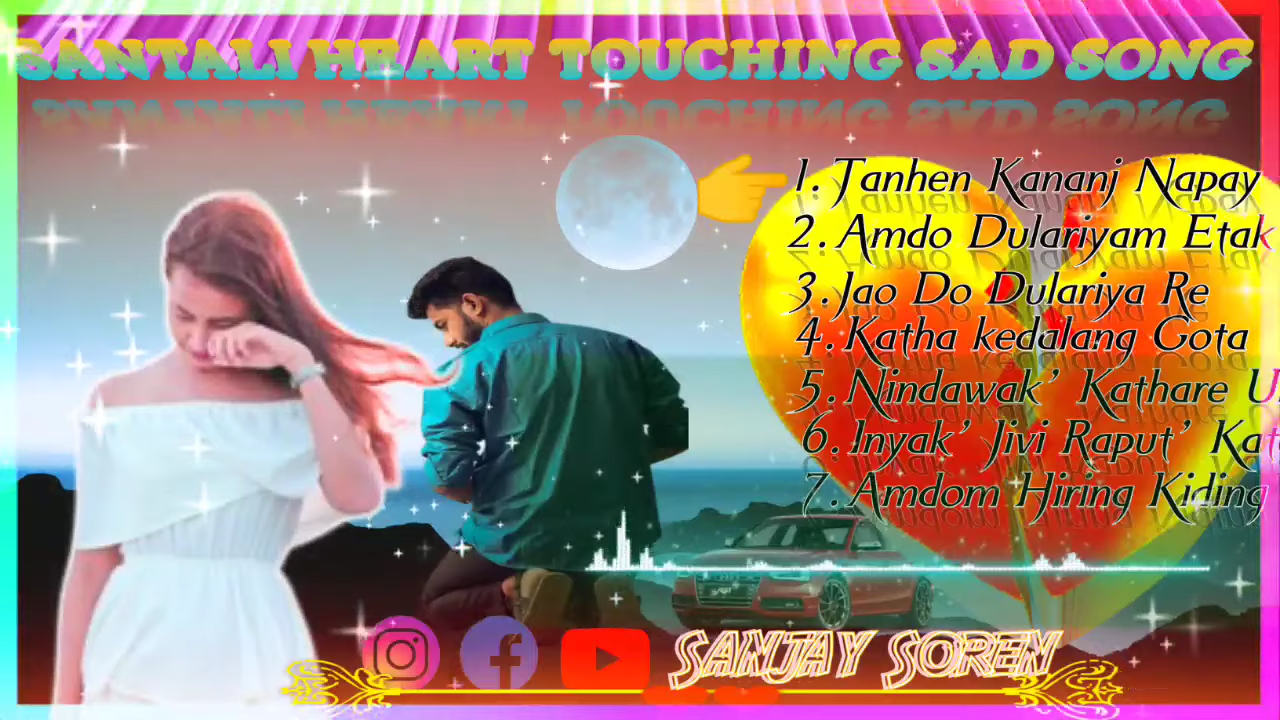 SANTALI HEART TOUCHING SAD SONG
1. Tanhen Kananj Napay
2. Amdo Dulariyam Etak
3. Jao Do Dulariya Re
4. Katha kedalang Gota
5. Nindawak' Kathare
6. Inyak' Jivi Raput'
7. Amdom Hiring Kiding
SANJAY SOREN